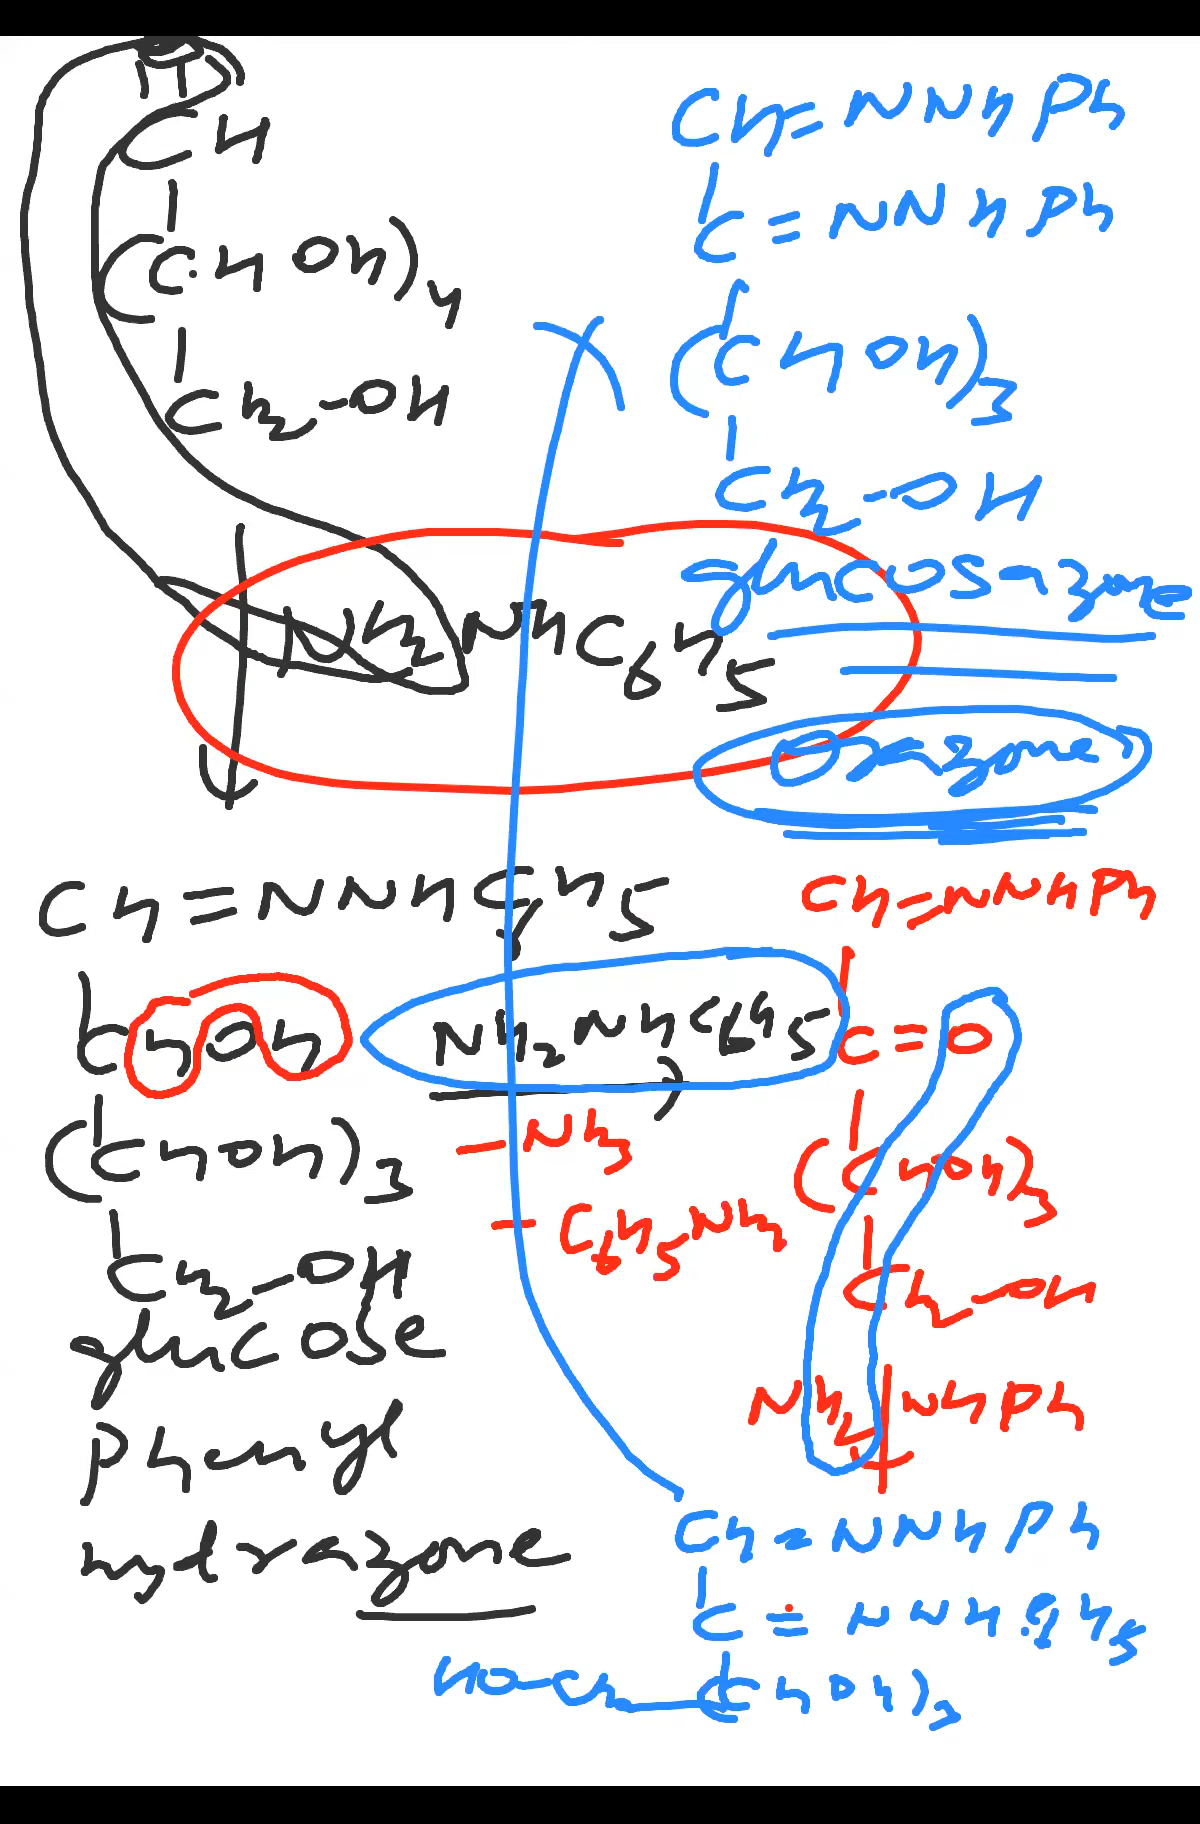 O
||
CH
|
(CHOH)4
|
CH2-OH
NH2NHC6H5
CH=NNHC6H5
|
CHOH
NH2NHC6H5
|
(CHOH)3
|
CH2-OH
glucose
phenyl
hydrazone
-NH3
-C6H5NH2
CH=NNHPh
|
C=NNHPh
|
(CHOH)3
|
CH2-OH
glucosazone
Osazone
CH=NNHPh
|
C=O
|
(CHOH)3
|
CH2-OH
NH2NHPh
CH=NNHPh
|
C=NNHC6H5
|
HO-CH2-(CHOH)3